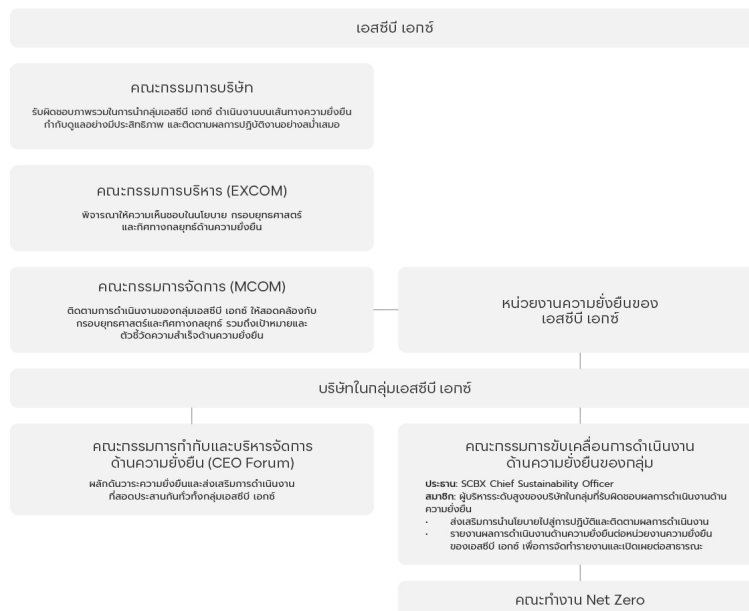 เอสซีบี เอกซ์
คณะกรรมการบริษัท
รับผิดชอบภาพรวมในการนำกลุ่มเอสซีบี เอกซ์ ดำเนินงานบนเส้นทางความยั่งยืน
กำกับดูแลอย่างมีประสิทธิภาพ และติดตามผลการปฏิบัติงานอย่างสม่ำเสมอ
คณะกรรมการบริหาร (EXCOM)
พิจารณาให้ความเห็นชอบในนโยบาย กรอบยุทธศาสตร์
และทิศทางกลยุทธ์ด้านความยั่งยืน
คณะกรรมการจัดการ (MCOM)
ติดตามการดำเนินงานของกลุ่มเอสซีบี เอกซ์ ให้สอดคล้องกับ
กรอบยุทธศาสตร์และทิศทางกลยุทธ์ รวมถึงเป้าหมายและ
ตัวชี้วัดความสำเร็จด้านความยั่งยืน
หน่วยงานความยั่งยืนของ
เอสซีบี เอกซ์
บริษัทในกลุ่มเอสซีบี เอกซ์
คณะกรรมการกำกับและบริหารจัดการ
ด้านความยั่งยืน (CEO Forum)
ผลักดันวาระความยั่งยืนและส่งเสริมการดำเนินงาน
ที่สอดประสานกันทั่วทั้งกลุ่มเอสซีบี เอกซ์
คณะกรรมการขับเคลื่อนการดำเนินงาน
ด้านความยั่งยืนของกลุ่ม
ประธาน: SCBX Chief Sustainability Officer
สมาชิก: ผู้บริหารระดับสูงของบริษัทในกลุ่มที่รับผิดชอบผลการดำเนินงานด้าน
ความยั่งยืน
• ส่งเสริมการนำนโยบายไปสู่การปฏิบัติและติดตามผลการดำเนินงาน
• รายงานผลการดำเนินงานด้านความยั่งยืนต่อหน่วยงานความยั่งยืน
ของเอสซีบี เอกซ์ เพื่อการจัดทำรายงานและเปิดเผยต่อสาธารณะ
คณะทำงาน Net Zero